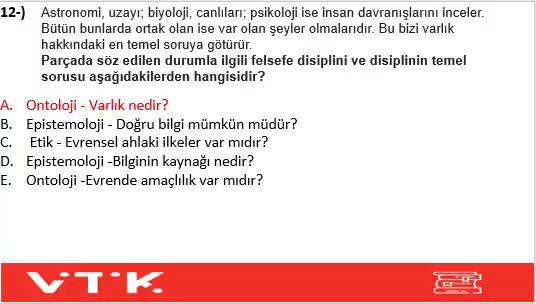 12-) Astronomi, uzayı; biyoloji, canlıları; psikoloji ise insan davranışlarını inceler.
Bütün bunlarda ortak olan ise var olan şeyler olmalarıdır. Bu bizi varlık
hakkındaki en temel soruya götürür.
Parçada söz edilen durumla ilgili felsefe disiplini ve disiplinin temel
sorusu aşağıdakilerden hangisidir?
A. Ontoloji - Varlık nedir?
B. Epistemoloji - Doğru bilgi mümkün müdür?
C. Etik - Evrensel ahlaki ilkeler var mıdır?
D. Epistemoloji -Bilginin kaynağı nedir?
E. Ontoloji -Evrende amaçlılık var mıdır?
VTK